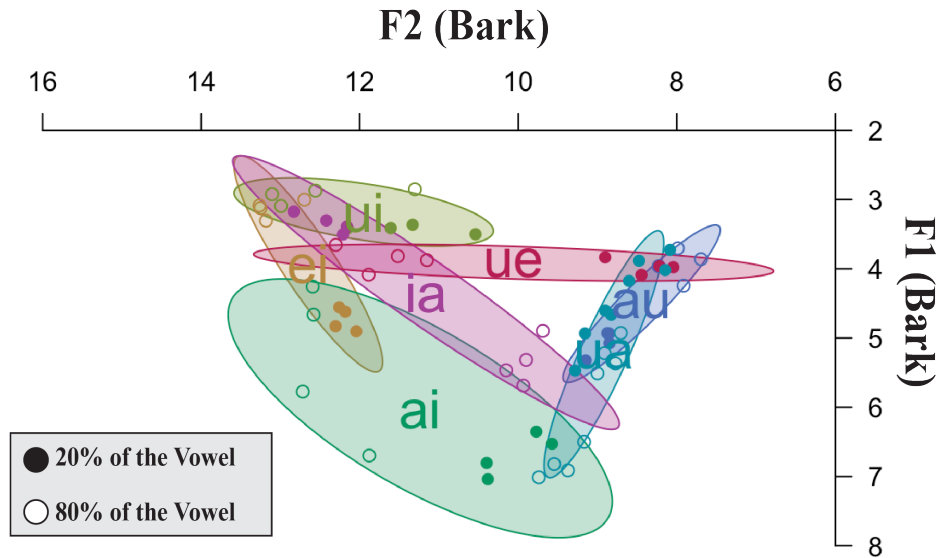 F2 (Bark)
16 14 12 10 8 6
2
3
4
5
6
7
8
F1 (Bark)
ui
ei
ue
ia
au
ua
ai
20% of the Vowel
80% of the Vowel